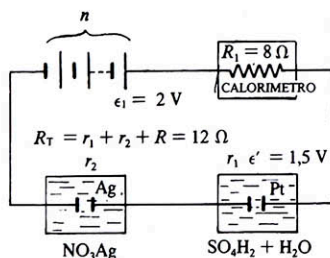 n
R₁ = 8 Ω
CALORIMETRO
ϵ₁ = 2 V
R_T = r₁ + r₂ + R = 12 Ω
r₂
r₁ ϵ' = 1,5 V
Ag
Pt
NO₃Ag
SO₄H₂ + H₂O